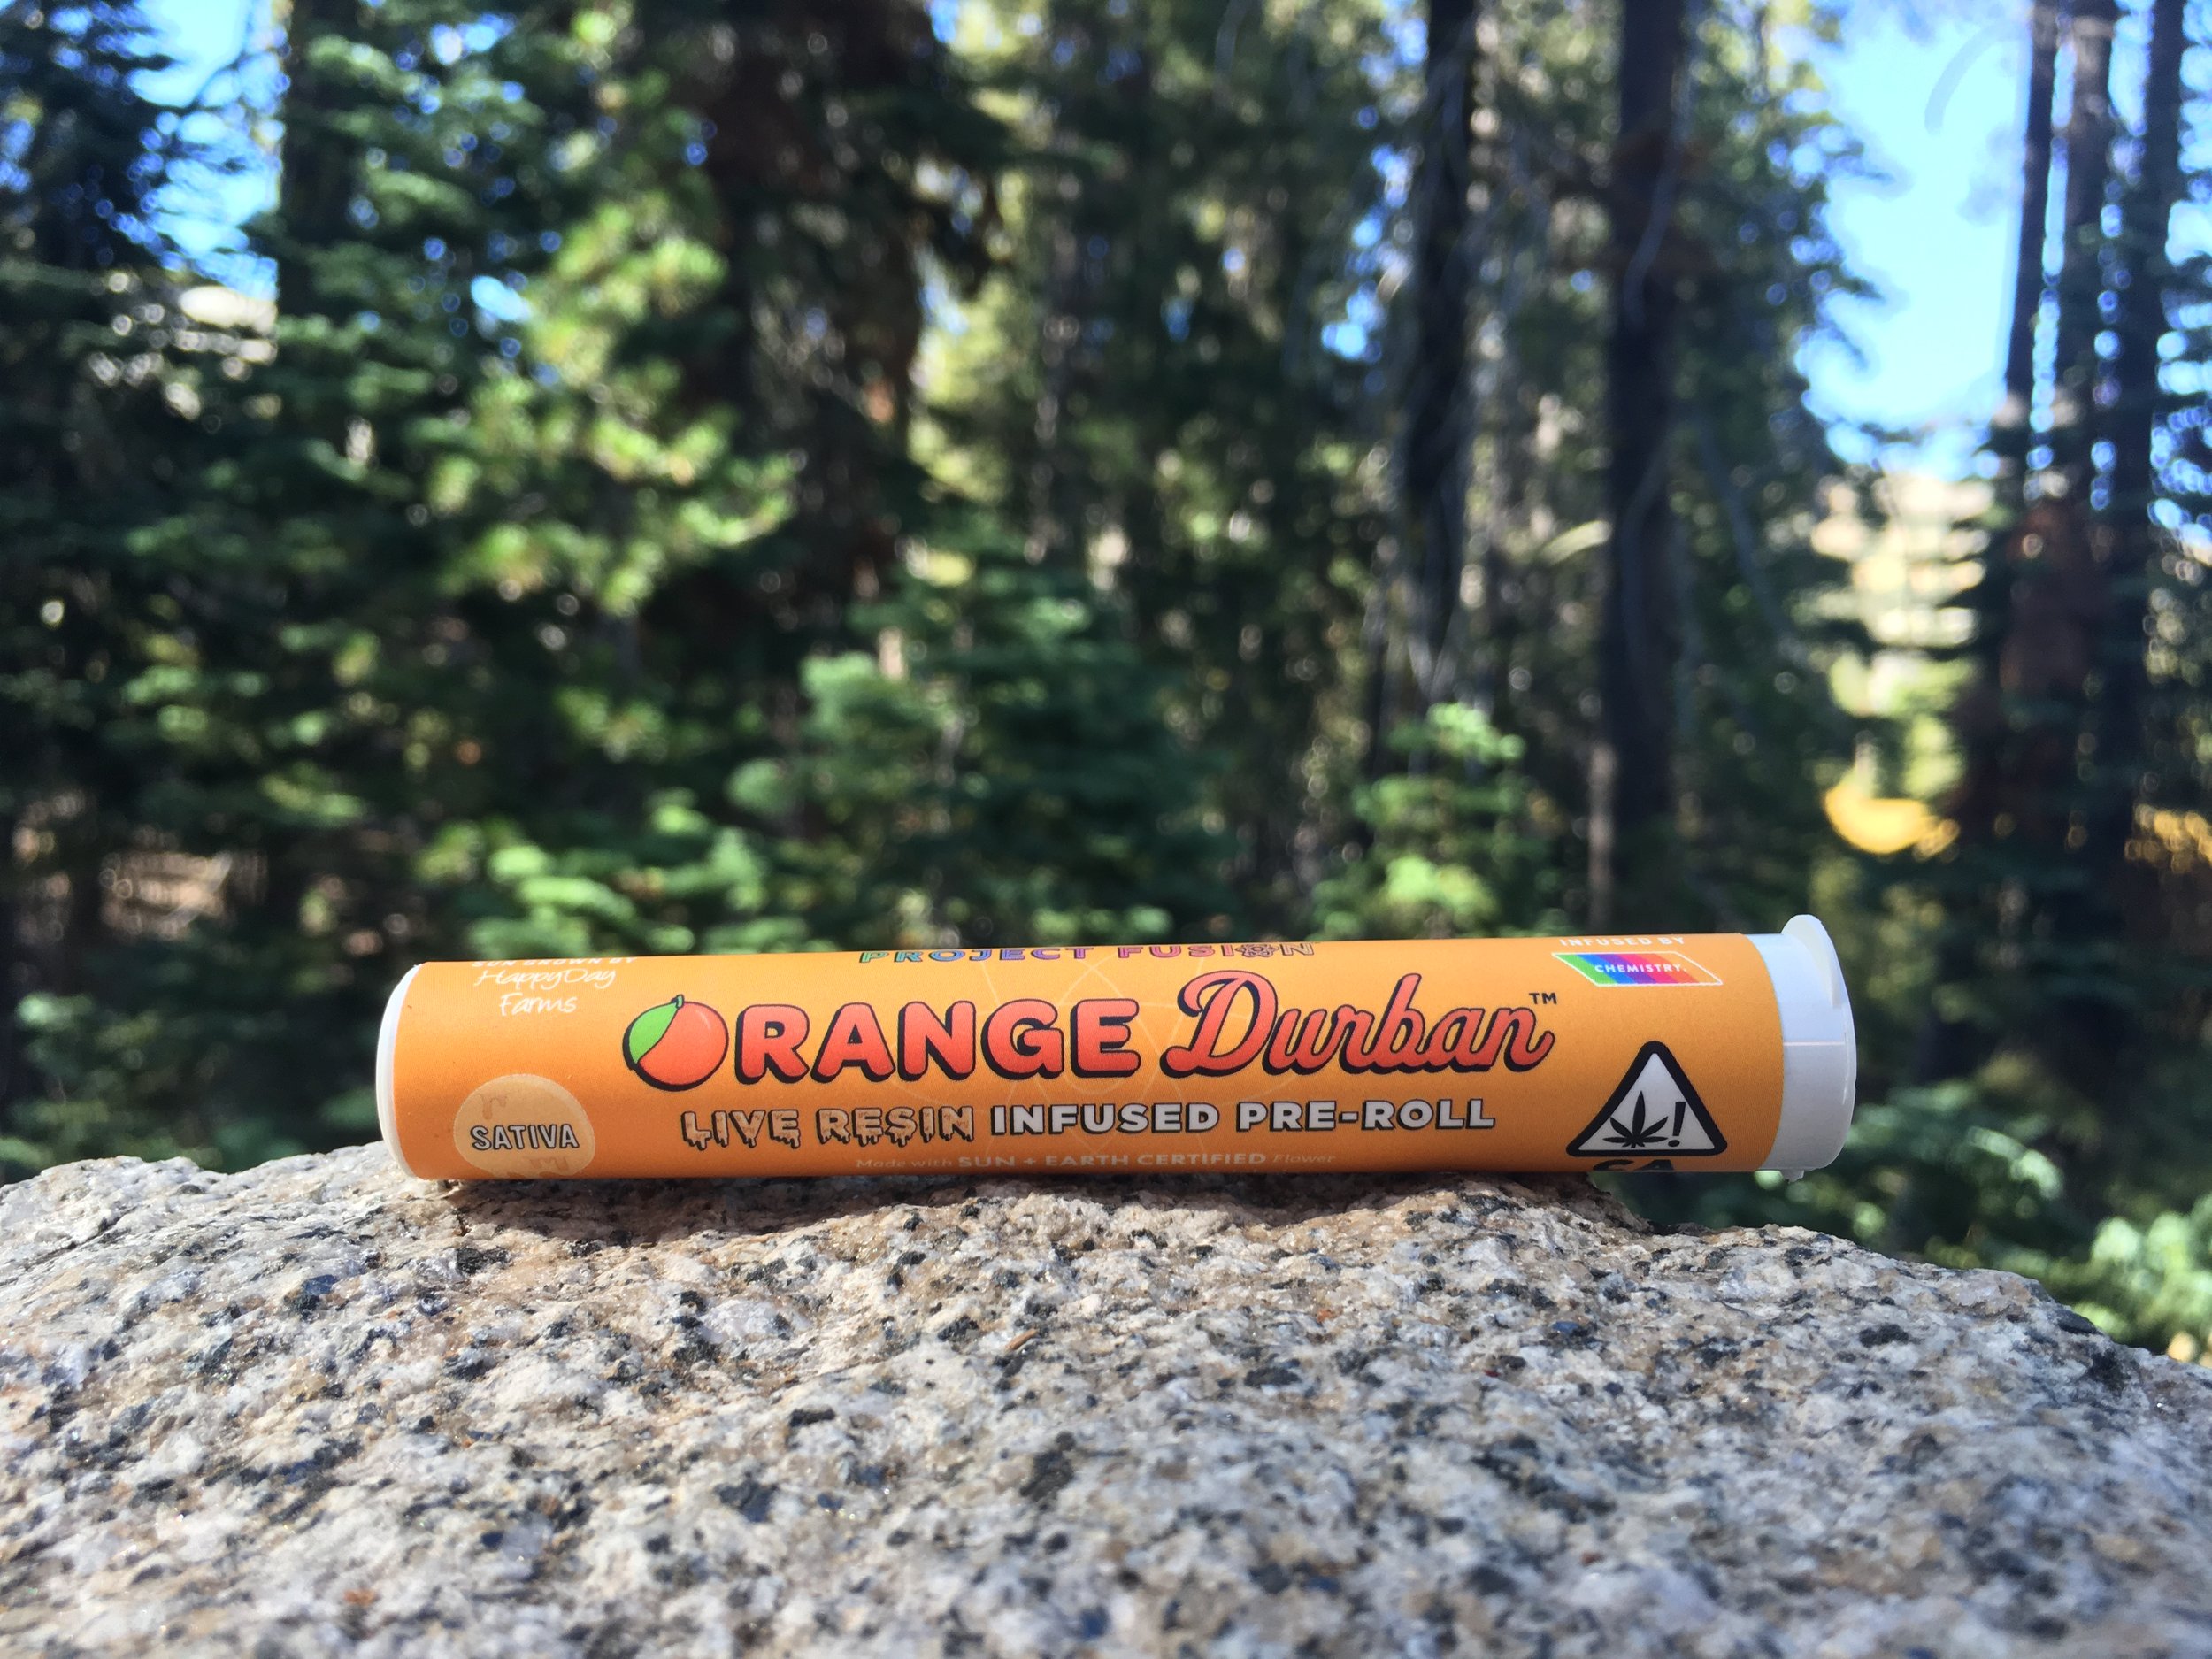 SUN GROWN BY
HappyDay
Farms
SATIVA
PROJECT FUSION
ORANGE Durban™
LIVE RESIN INFUSED PRE-ROLL
Made with SUN + EARTH CERTIFIED Flower
INFUSED BY
CHEMISTRY.
!
CA